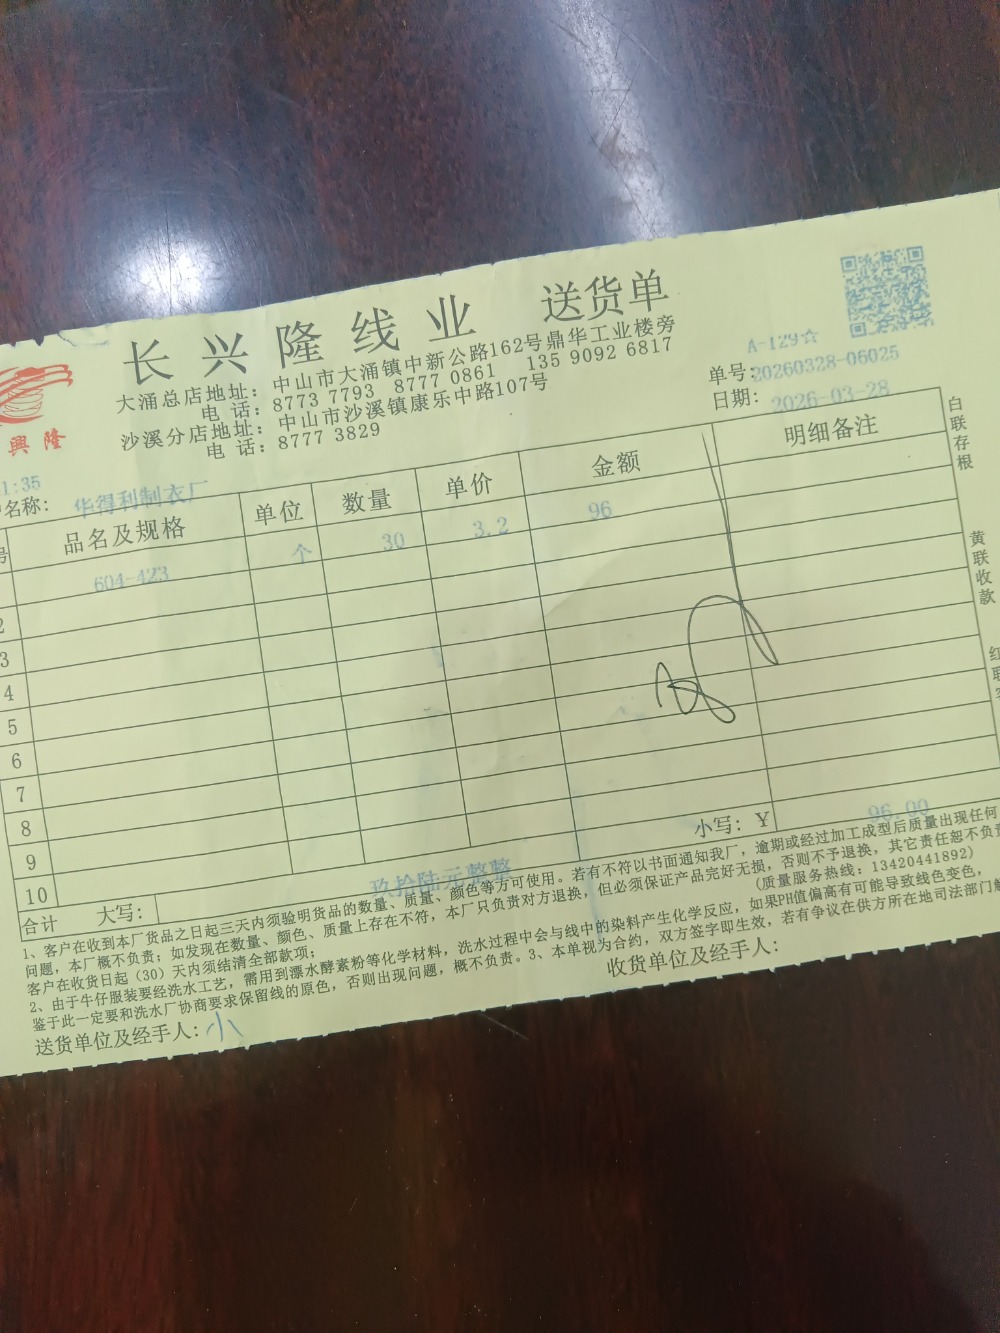 长兴隆线业 送货单
大涌总店地址：中山市大涌镇中新公路162号鼎华工业楼旁
电 话：8773 7793 8777 0861 135 9092 6817
沙溪分店地址：中山市沙溪镇康乐中路107号
电 话：8777 3829
興隆
A-129☆
单号:20260328-06025
日期: 2026-03-28
1:35
名称: 华得利制衣厂
号 品名及规格 单位 数量 单价 金额 明细备注
604-423 个 30 3.2 96
2
3
4
5
6
7
8
9
10
合计 大写: 玖拾陆元整整 小写: ¥ 96.00
1、客户在收到本厂货品之日起三天内须验明货品的数量、质量、颜色等方可使用。若有不符以书面通知我厂，逾期或经过加工成型后质量出现任何
问题，本厂概不负责；如发现在数量、颜色、质量上存在不符，本厂只负责对方退换，但必须保证产品完好无损，否则不予退换，其它责任恕不负责
客户在收货日起（30）天内须结清全部款项； (质量服务热线：13420441892)
2、由于牛仔服装要经洗水工艺，需用到漂水酵素粉等化学材料，洗水过程中会与线中的染料产生化学反应，如果PH值偏高有可能导致线色变色，
鉴于此一定要和洗水厂协商要求保留线的原色，否则出现问题，概不负责。3、本单视为合约，双方签字即生效，若有争议在供方所在地司法部门解
送货单位及经手人: 小 收货单位及经手人:
白联存根
黄联收款
红联